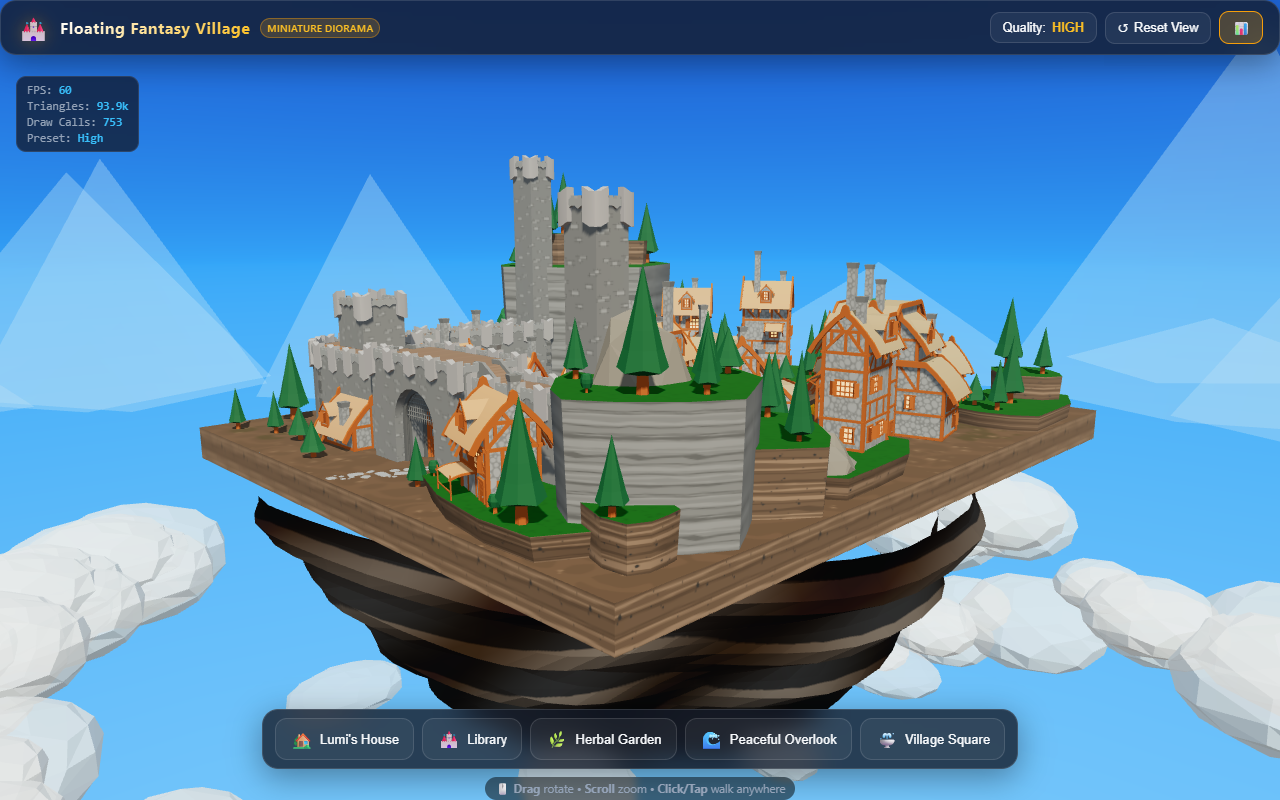 Floating Fantasy Village
MINIATURE DIORAMA
Quality: HIGH
↺ Reset View
FPS: 60
Triangles: 93.9k
Draw Calls: 753
Preset: High
Lumi's House
Library
Herbal Garden
Peaceful Overlook
Village Square
Drag rotate • Scroll zoom • Click/Tap walk anywhere